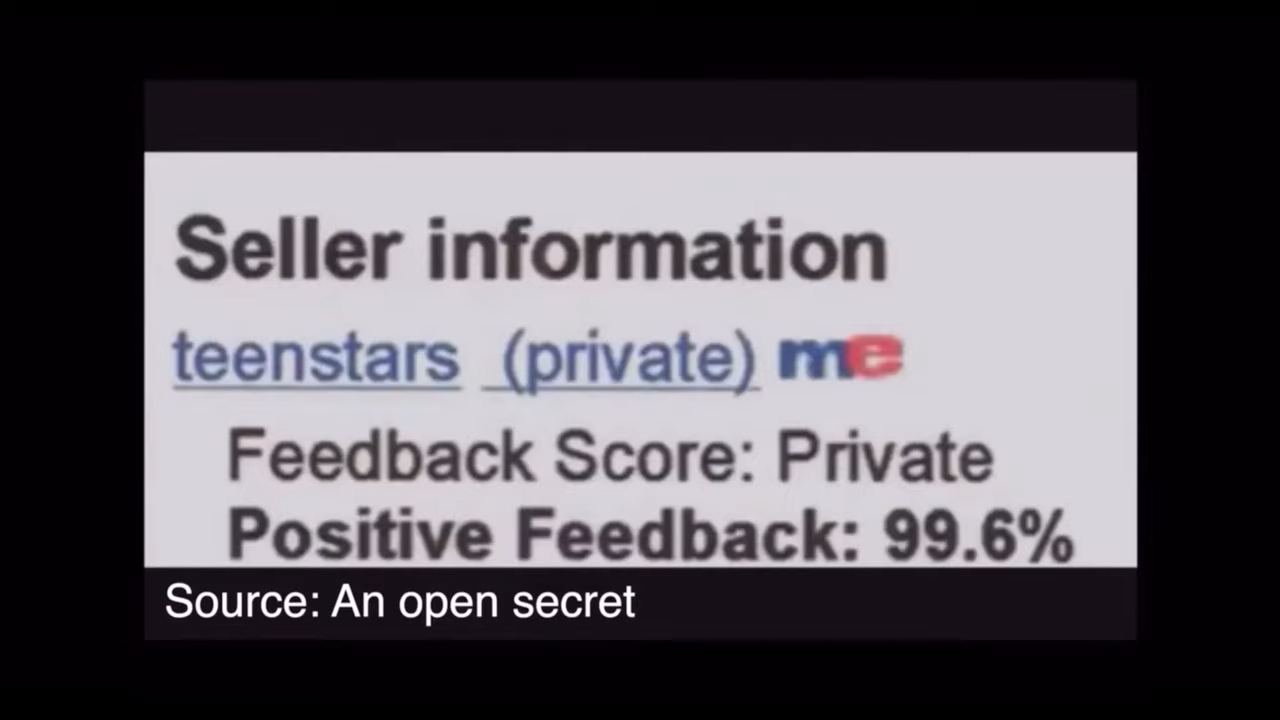 Seller information
teenstars (private) me
Feedback Score: Private
Positive Feedback: 99.6%
Source: An open secret